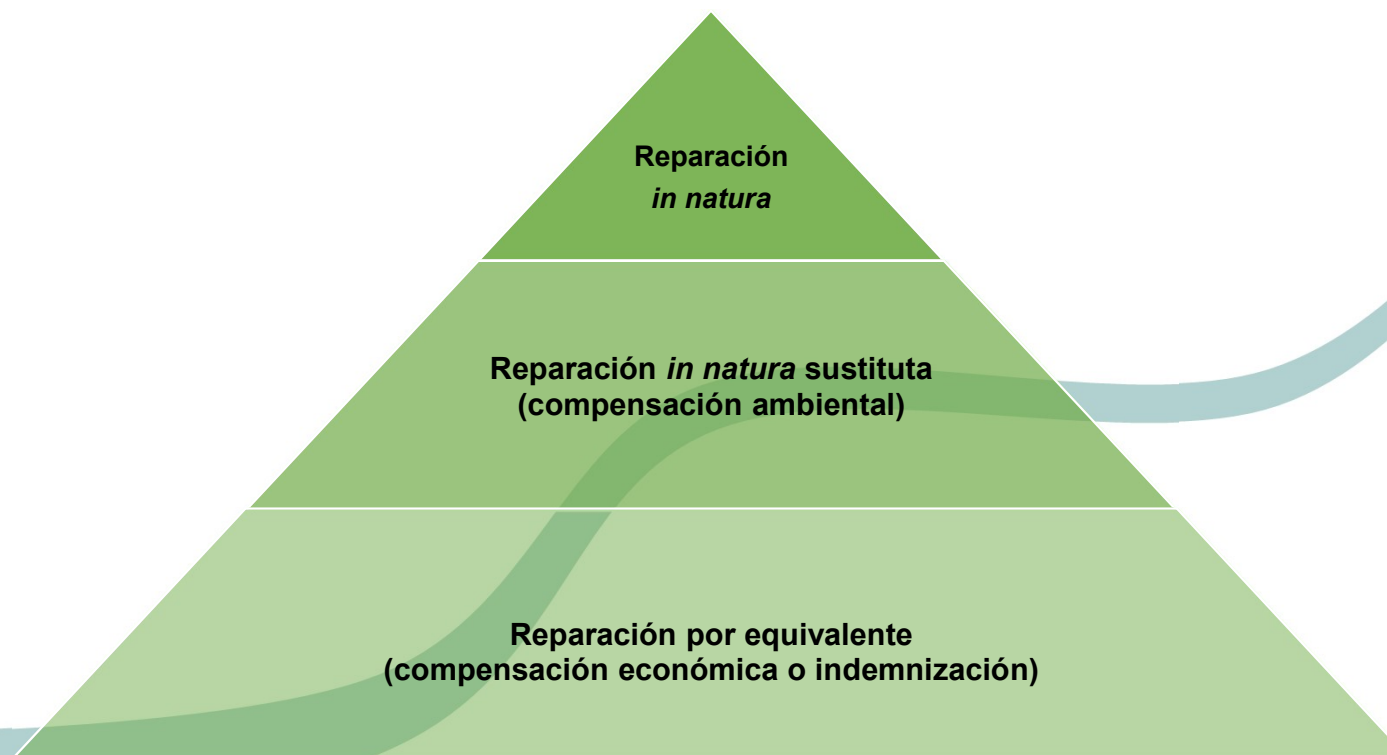 Reparación
in natura
Reparación in natura sustituta
(compensación ambiental)
Reparación por equivalente
(compensación económica o indemnización)